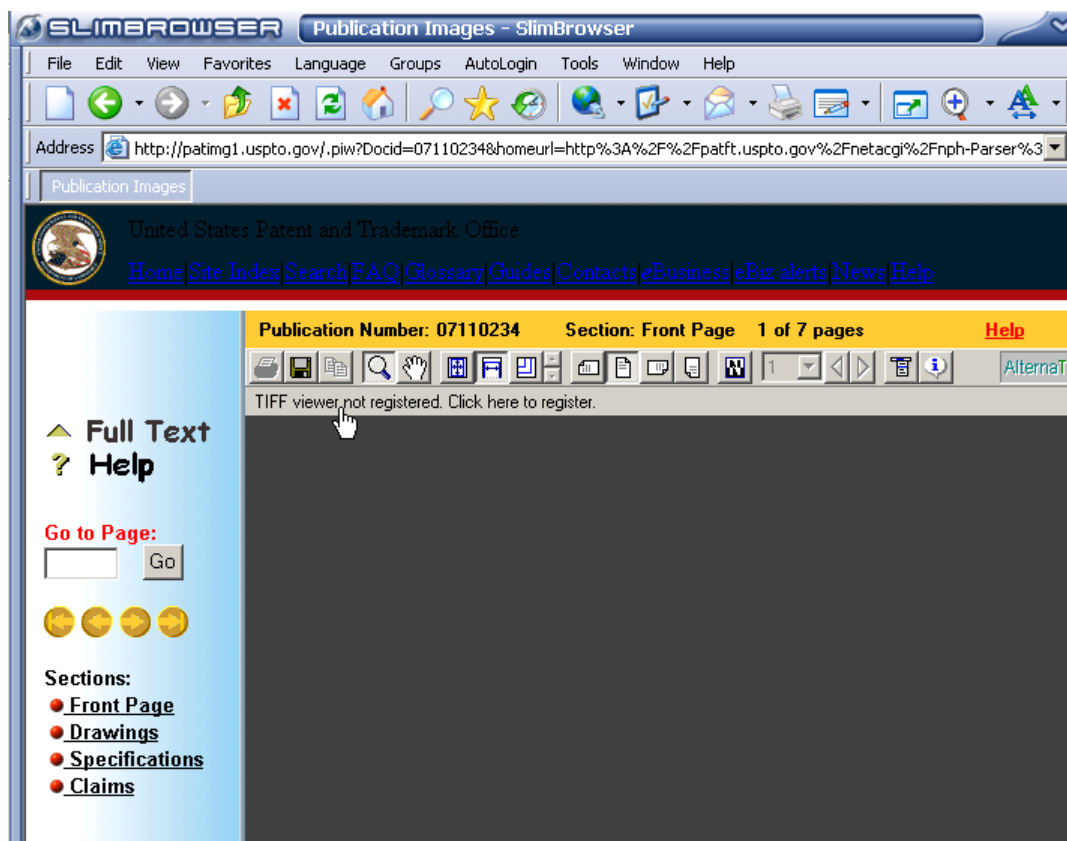 SLIMBROWSER Publication Images - SlimBrowser
File Edit View Favorites Language Groups AutoLogin Tools Window Help
Address http://patimg1.uspto.gov/.piw?Docid=07110234&homeurl=http%3A%2F%2Fpatft.uspto.gov%2Fnetacgi%2Fnph-Parser%3
Publication Images
United States Patent and Trademark Office
Home|Site Index|Search|FAQ|Glossary|Guides|Contacts|eBusiness|eBiz alerts|News|Help
Publication Number: 07110234 Section: Front Page 1 of 7 pages Help
1 AlternaT
TIFF viewer not registered. Click here to register.
Full Text
? Help
Go to Page:
Go
Sections:
Front Page
Drawings
Specifications
Claims